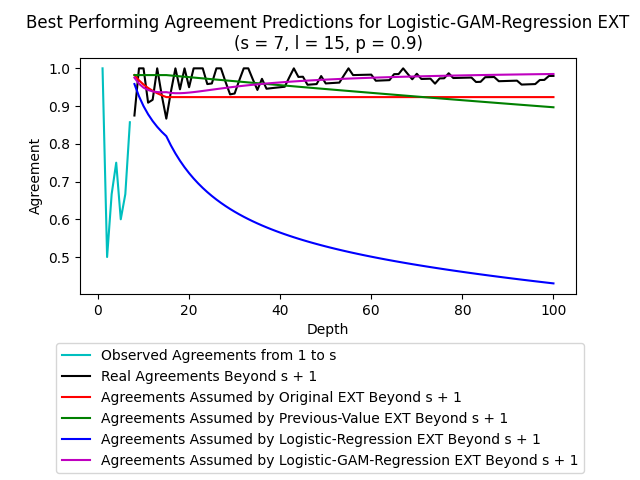 Best Performing Agreement Predictions for Logistic-GAM-Regression EXT
(s = 7, l = 15, p = 0.9)
1.0
0.9
0.8
0.7
0.6
0.5
Agreement
0 20 40 60 80 100
Depth
Observed Agreements from 1 to s
Real Agreements Beyond s + 1
Agreements Assumed by Original EXT Beyond s + 1
Agreements Assumed by Previous-Value EXT Beyond s + 1
Agreements Assumed by Logistic-Regression EXT Beyond s + 1
Agreements Assumed by Logistic-GAM-Regression EXT Beyond s + 1